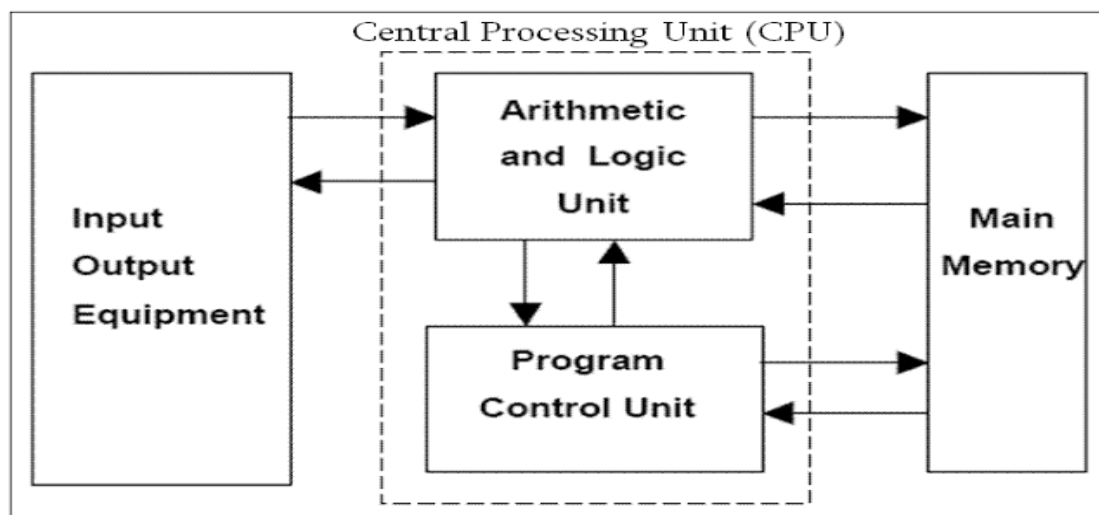 Central Processing Unit (CPU)
Input
Output
Equipment
Arithmetic
and Logic
Unit
Program
Control Unit
Main
Memory